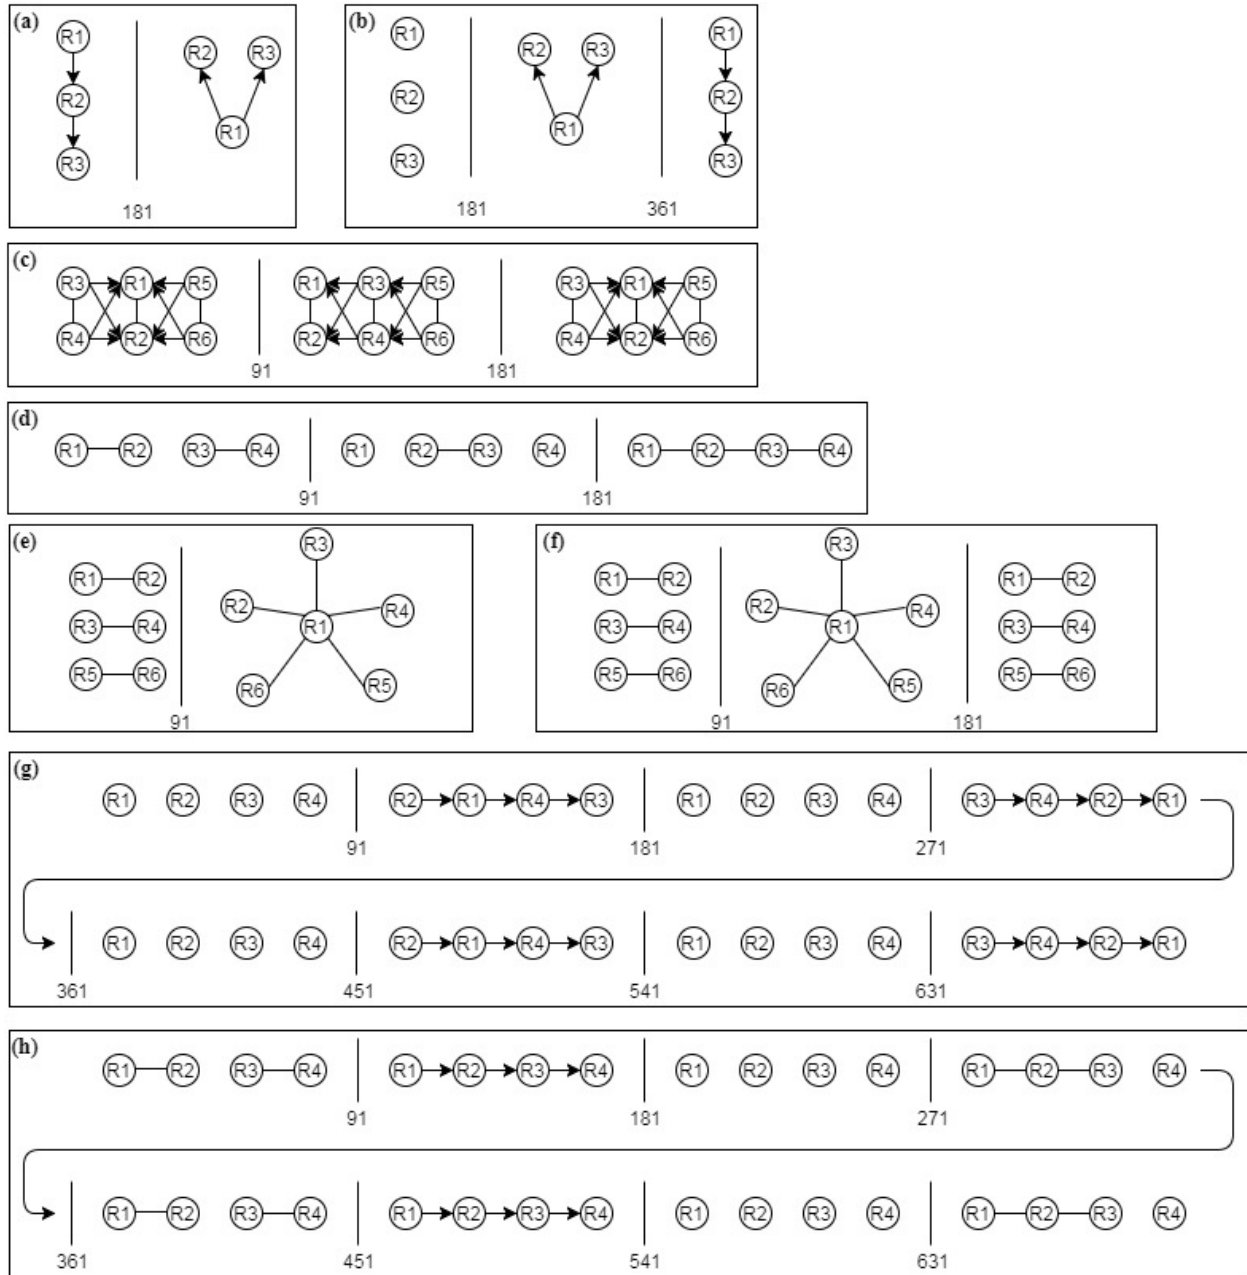 (a)
R1
R2 R3
R2
R1
R3
181
(b)
R1
R2 R3
R1
R2
R2
R1
R3
R3
181 361
(c)
R3 R1 R5 R1 R3 R5 R3 R1 R5
R4 R2 R6 R2 R4 R6 R4 R2 R6
91 181
(d)
R1 R2 R3 R4 R1 R2 R3 R4 R1 R2 R3 R4
91 181
(e)
R3
R1 R2
R2 R4
R3 R4
R1
R5 R6
R6 R5
91
(f)
R3
R1 R2 R1 R2
R2 R4
R3 R4 R1 R3 R4
R5 R6 R5 R6
R6 R5
91 181
(g)
R1 R2 R3 R4 R2 R1 R4 R3 R1 R2 R3 R4 R3 R4 R2 R1
91 181 271
R1 R2 R3 R4 R2 R1 R4 R3 R1 R2 R3 R4 R3 R4 R2 R1
361 451 541 631
(h)
R1 R2 R3 R4 R1 R2 R3 R4 R1 R2 R3 R4 R1 R2 R3 R4
91 181 271
R1 R2 R3 R4 R1 R2 R3 R4 R1 R2 R3 R4 R1 R2 R3 R4
361 451 541 631